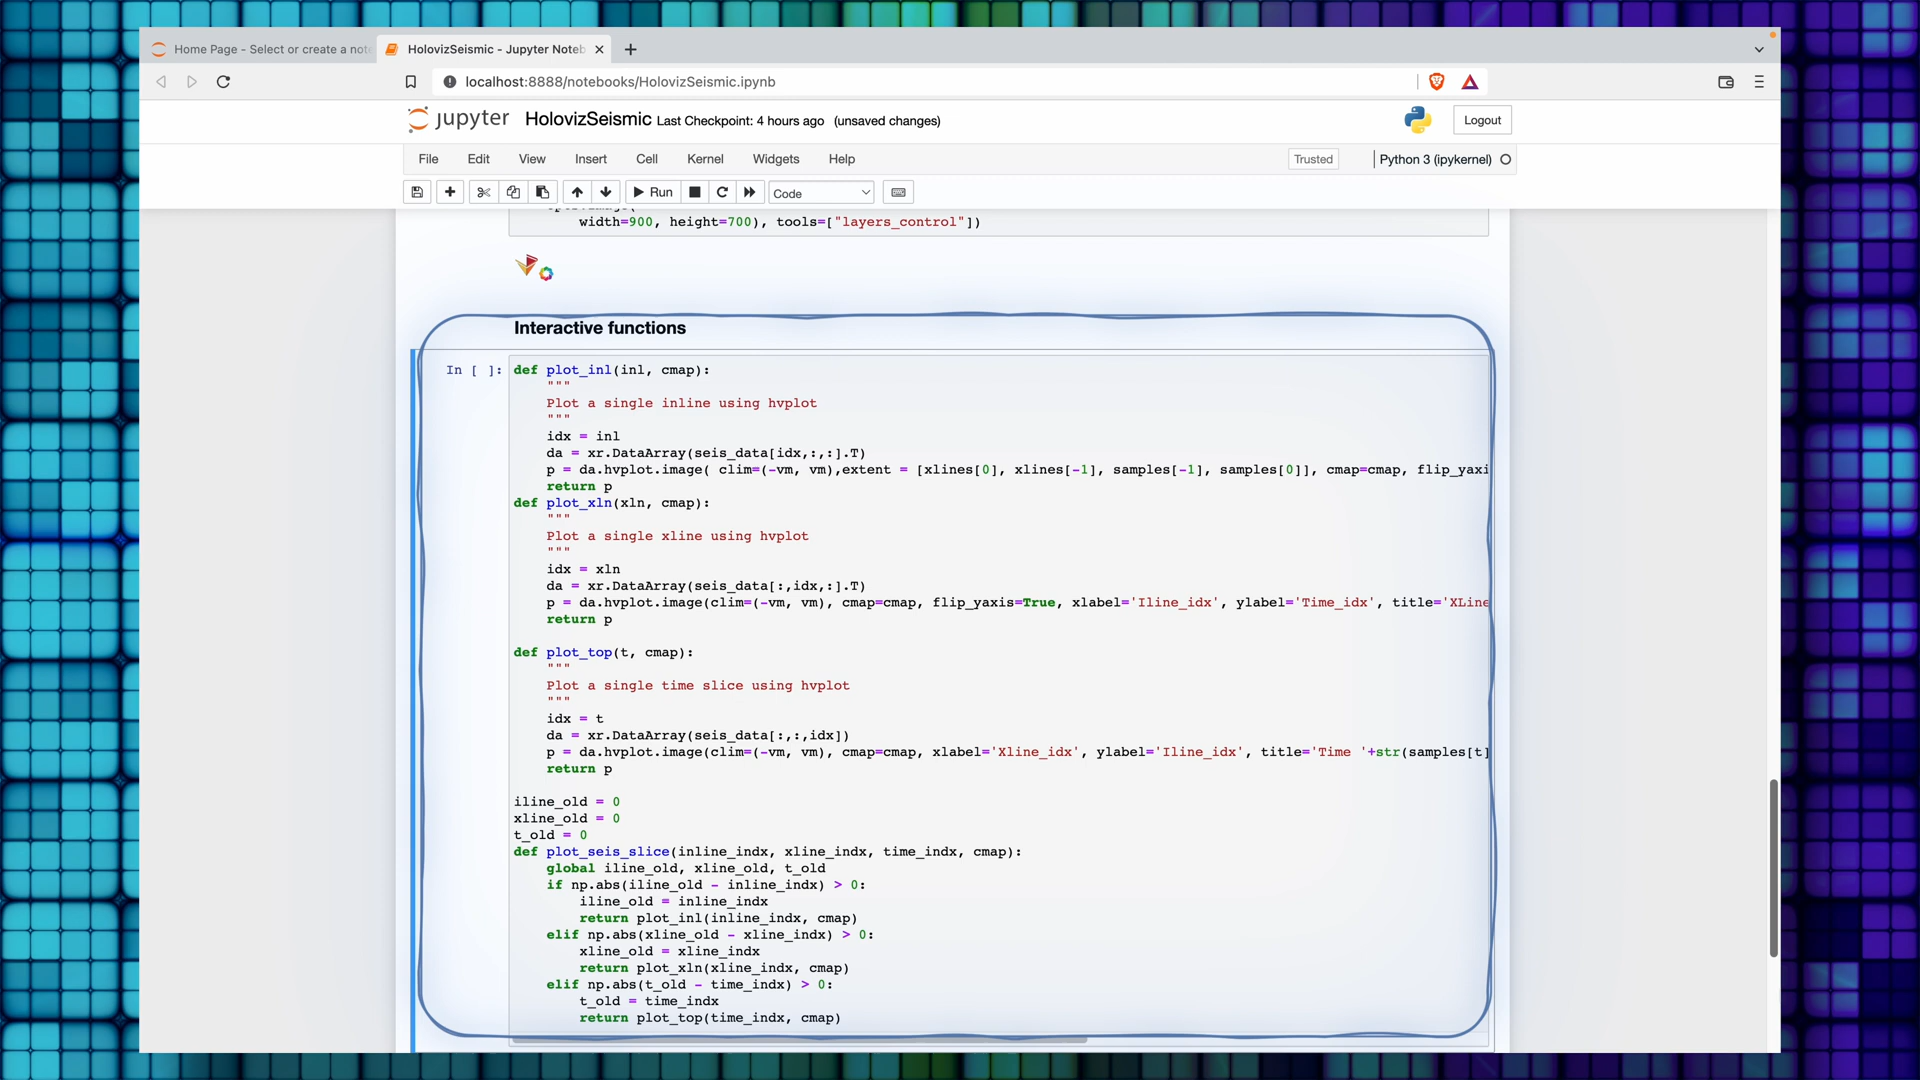 Home Page - Select or create a note
HolovizSeismic - Jupyter Noteb
localhost:8888/notebooks/HolovizSeismic.ipynb
jupyter HolovizSeismic Last Checkpoint: 4 hours ago (unsaved changes)
Logout
File Edit View Insert Cell Kernel Widgets Help
Trusted Python 3 (ipykernel)
Run Code
width=900, height=700), tools=["layers_control"])
Interactive functions
In [ ]: def plot_inl(inl, cmap):
"""
Plot a single inline using hvplot
"""
idx = inl
da = xr.DataArray(seis_data[idx,:,:].T)
p = da.hvplot.image( clim=(-vm, vm),extent = [xlines[0], xlines[-1], samples[-1], samples[0]], cmap=cmap, flip_yaxi
return p
def plot_xln(xln, cmap):
"""
Plot a single xline using hvplot
"""
idx = xln
da = xr.DataArray(seis_data[:,idx,:].T)
p = da.hvplot.image(clim=(-vm, vm), cmap=cmap, flip_yaxis=True, xlabel='Iline_idx', ylabel='Time_idx', title='XLine
return p
def plot_top(t, cmap):
"""
Plot a single time slice using hvplot
"""
idx = t
da = xr.DataArray(seis_data[:,:,idx])
p = da.hvplot.image(clim=(-vm, vm), cmap=cmap, xlabel='Xline_idx', ylabel='Iline_idx', title='Time '+str(samples[t]
return p
iline_old = 0
xline_old = 0
t_old = 0
def plot_seis_slice(inline_indx, xline_indx, time_indx, cmap):
global iline_old, xline_old, t_old
if np.abs(iline_old - inline_indx) > 0:
iline_old = inline_indx
return plot_inl(inline_indx, cmap)
elif np.abs(xline_old - xline_indx) > 0:
xline_old = xline_indx
return plot_xln(xline_indx, cmap)
elif np.abs(t_old - time_indx) > 0:
t_old = time_indx
return plot_top(time_indx, cmap)